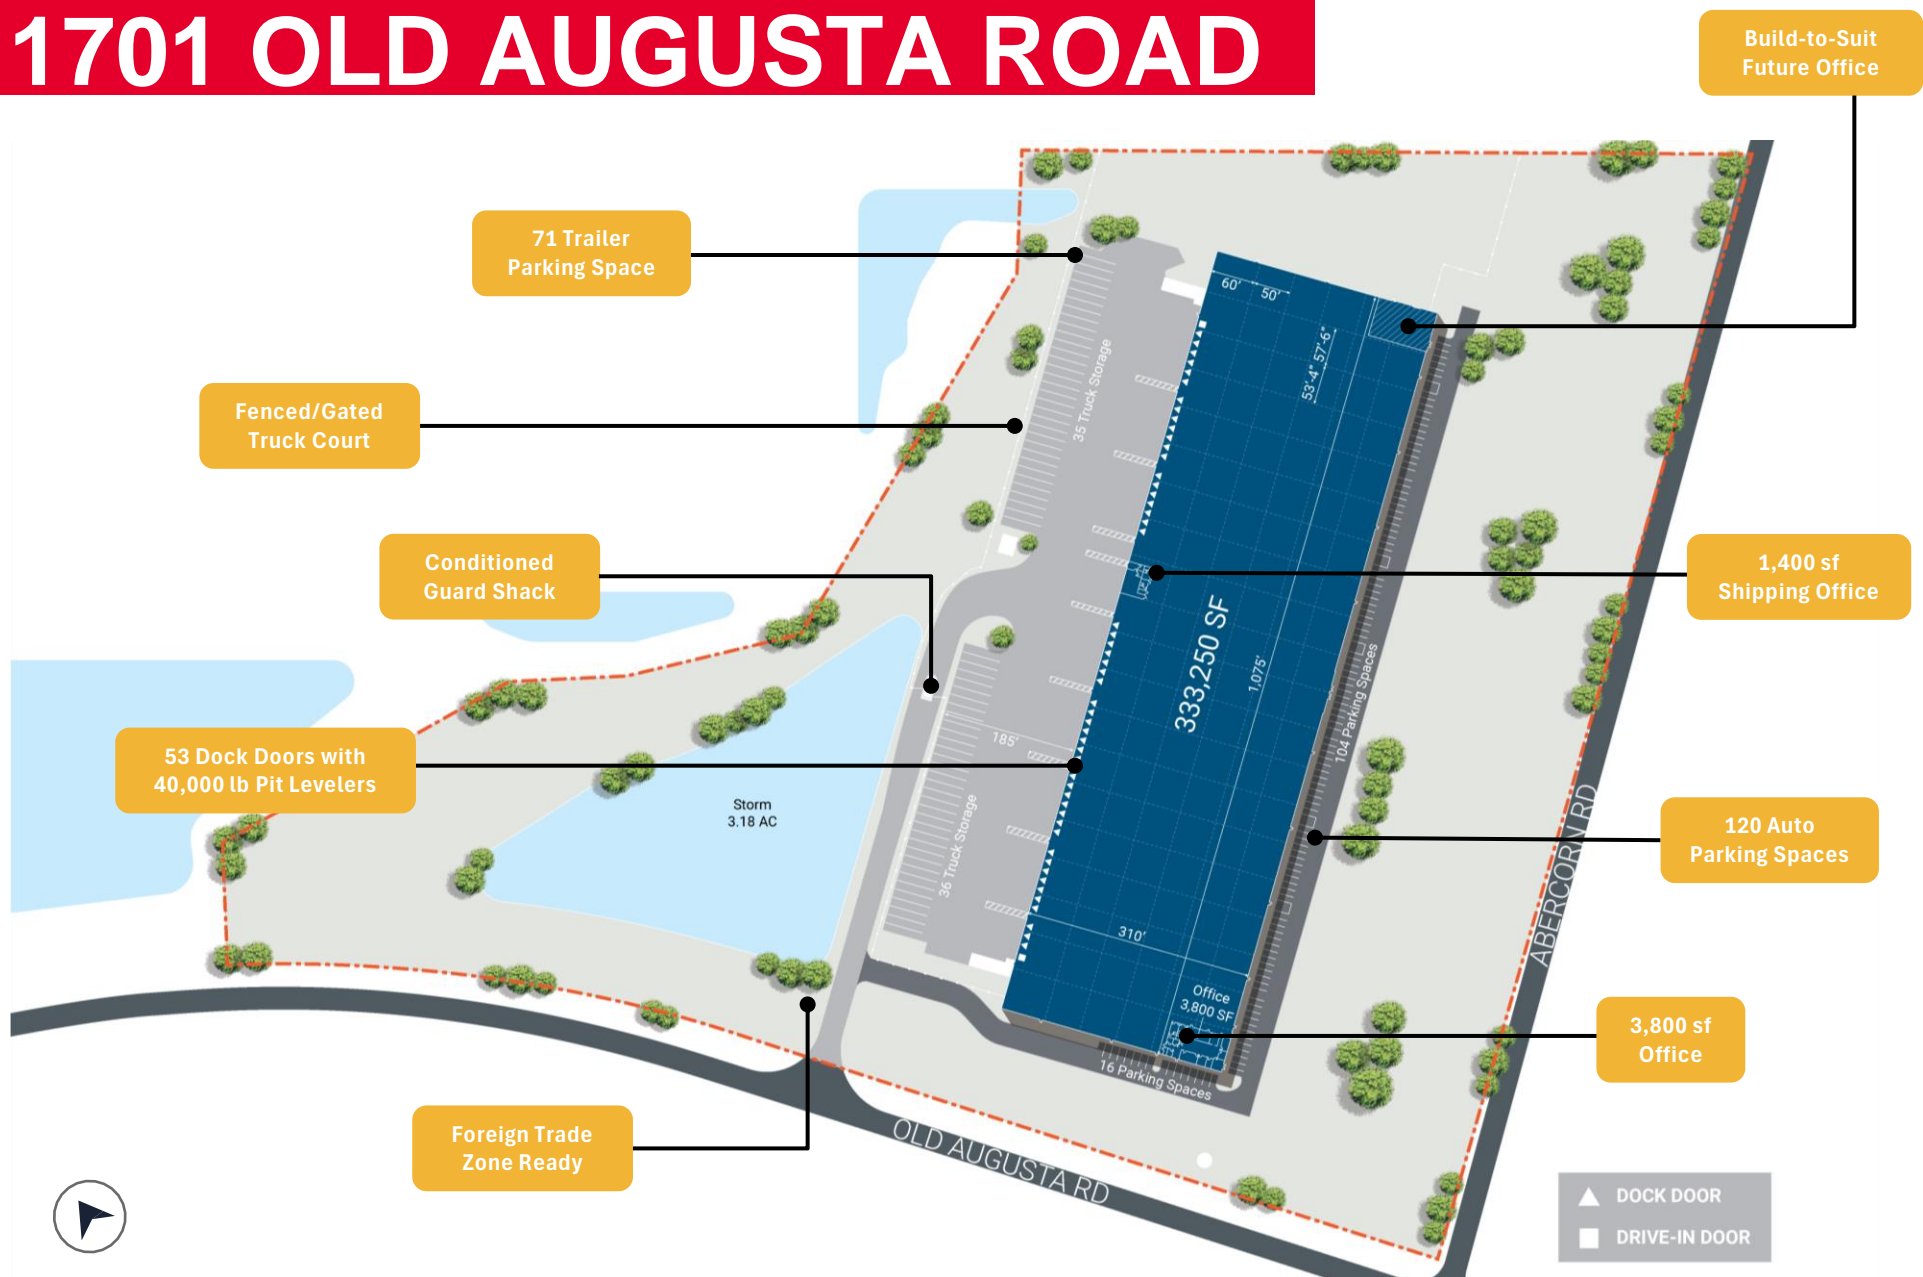 1701 OLD AUGUSTA ROAD
Build-to-Suit
Future Office
71 Trailer
Parking Space
60'
50'
53'-4"
57'-6"
35 Truck Storage
Fenced/Gated
Truck Court
Conditioned
Guard Shack
1,400 sf
Shipping Office
333,250 SF
1,075'
104 Parking Spaces
185'
53 Dock Doors with
40,000 lb Pit Levelers
Storm
3.18 AC
36 Truck Storage
120 Auto
Parking Spaces
ABERCORN RD
310'
Office
3,800 SF
3,800 sf
Office
16 Parking Spaces
Foreign Trade
Zone Ready
OLD AUGUSTA RD
DOCK DOOR
DRIVE-IN DOOR